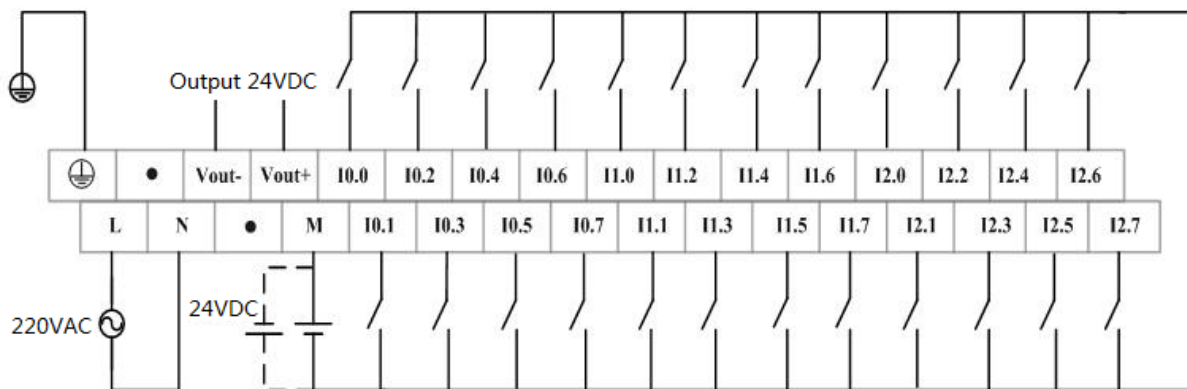 Output 24VDC
Vout- Vout+ I0.0 I0.2 I0.4 I0.6 I1.0 I1.2 I1.4 I1.6 I2.0 I2.2 I2.4 I2.6
L N M I0.1 I0.3 I0.5 I0.7 I1.1 I1.3 I1.5 I1.7 I2.1 I2.3 I2.5 I2.7
24VDC
220VAC